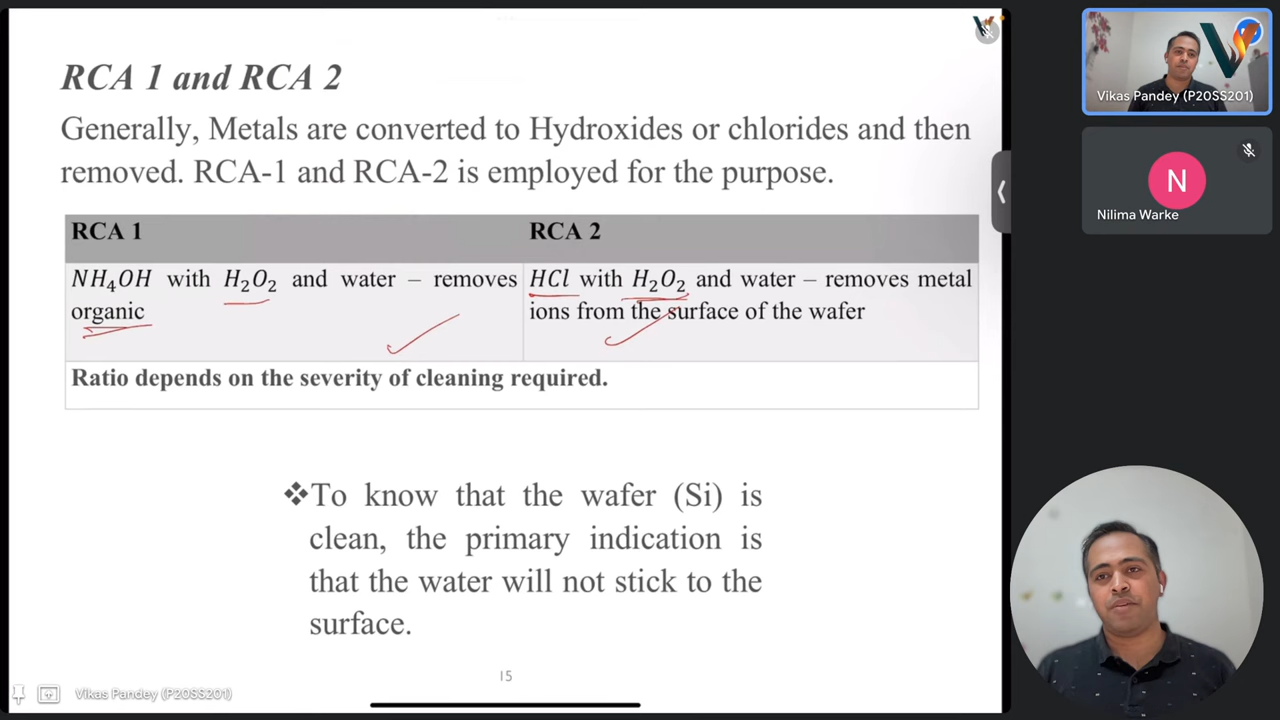 RCA 1 and RCA 2
Generally, Metals are converted to Hydroxides or chlorides and then
removed. RCA-1 and RCA-2 is employed for the purpose.
RCA 1
RCA 2
NH₄OH with H₂O₂ and water – removes
organic
HCl with H₂O₂ and water – removes metal
ions from the surface of the wafer
Ratio depends on the severity of cleaning required.
❖To know that the wafer (Si) is
clean, the primary indication is
that the water will not stick to the
surface.
15
Vikas Pandey (P20SS201)
Vikas Pandey (P20SS201)
N
Nilima Warke